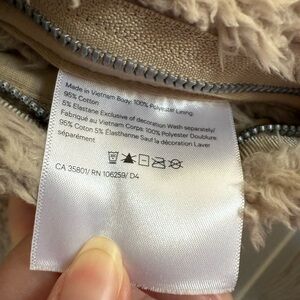 Made in Vietnam Body: 100% Polyester Lining:
95% Cotton
5% Elastane Exclusive of decoration Wash separately/
Fabriqué au Vietnam Corps: 100% Polyester Doublure:
95% Coton 5% Élasthanne Sauf la décoration Laver
séparément
CA 35801/ RN 106259/ D4